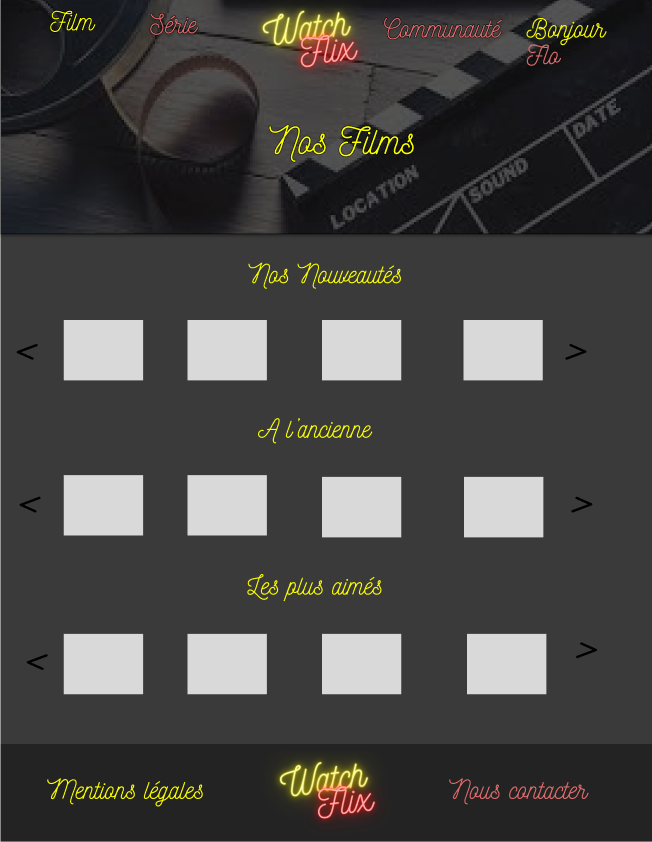 Film
Série
Watch
Flix
Communauté
Bonjour
Flo
Nos Films
LOCATION
SOUND
DATE
Nos Nouveautés
<
>
A l'ancienne
<
>
Les plus aimés
<
>
Mentions légales
Watch
Flix
Nous contacter